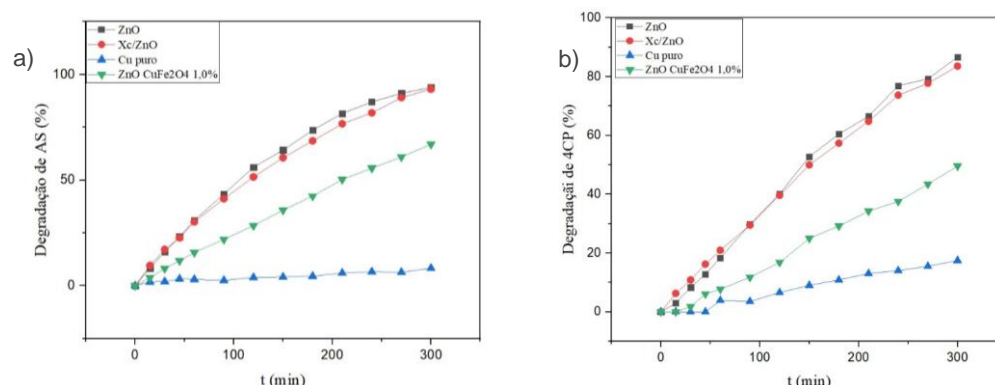 a)
ZnO
Xc/ZnO
Cu puro
ZnO CuFe2O4 1,0%
Degradação de AS (%)
100
50
0
0
100
200
300
t (min)
b)
ZnO
Xc/ZnO
Cu puro
ZnO CuFe2O4 1,0%
Degradaçãi de 4CP (%)
100
80
60
40
20
0
0
100
200
300
t (min)